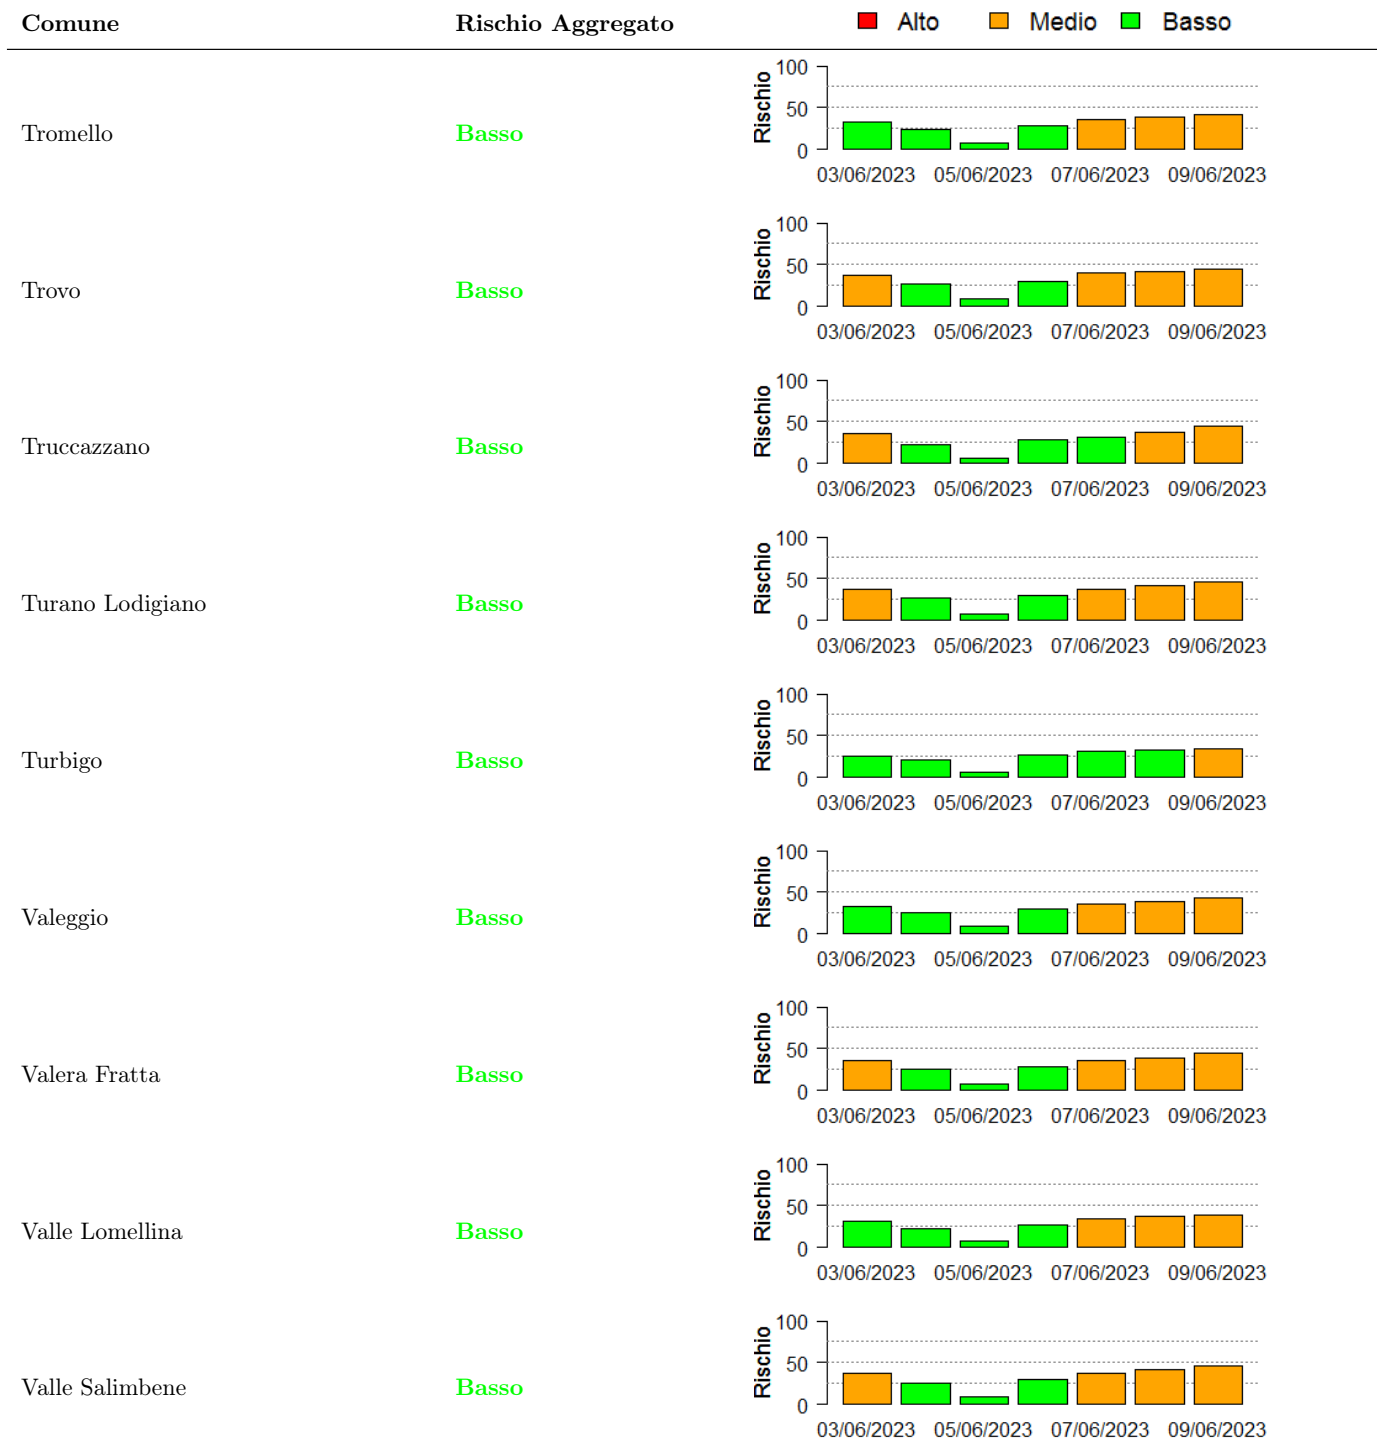 Comune Rischio Aggregato Alto Medio Basso
Tromello Basso Rischio 100 50 0
03/06/2023 05/06/2023 07/06/2023 09/06/2023
Trovo Basso Rischio 100 50 0
03/06/2023 05/06/2023 07/06/2023 09/06/2023
Truccazzano Basso Rischio 100 50 0
03/06/2023 05/06/2023 07/06/2023 09/06/2023
Turano Lodigiano Basso Rischio 100 50 0
03/06/2023 05/06/2023 07/06/2023 09/06/2023
Turbigo Basso Rischio 100 50 0
03/06/2023 05/06/2023 07/06/2023 09/06/2023
Valeggio Basso Rischio 100 50 0
03/06/2023 05/06/2023 07/06/2023 09/06/2023
Valera Fratta Basso Rischio 100 50 0
03/06/2023 05/06/2023 07/06/2023 09/06/2023
Valle Lomellina Basso Rischio 100 50 0
03/06/2023 05/06/2023 07/06/2023 09/06/2023
Valle Salimbene Basso Rischio 100 50 0
03/06/2023 05/06/2023 07/06/2023 09/06/2023